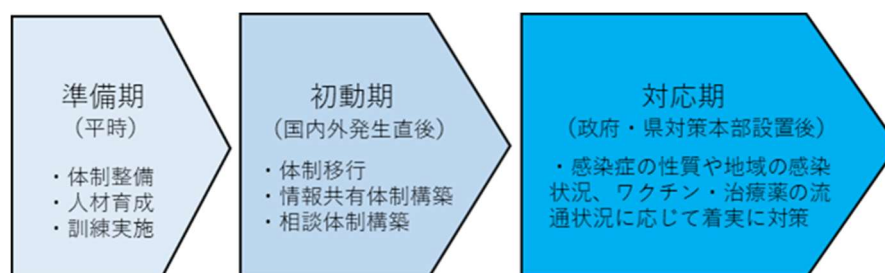 準備期
（平時）
・体制整備
・人材育成
・訓練実施
初動期
（国内外発生直後）
・体制移行
・情報共有体制構築
・相談体制構築
対応期
（政府・県対策本部設置後）
・感染症の性質や地域の感染
状況、ワクチン・治療薬の流
通状況に応じて着実に対策